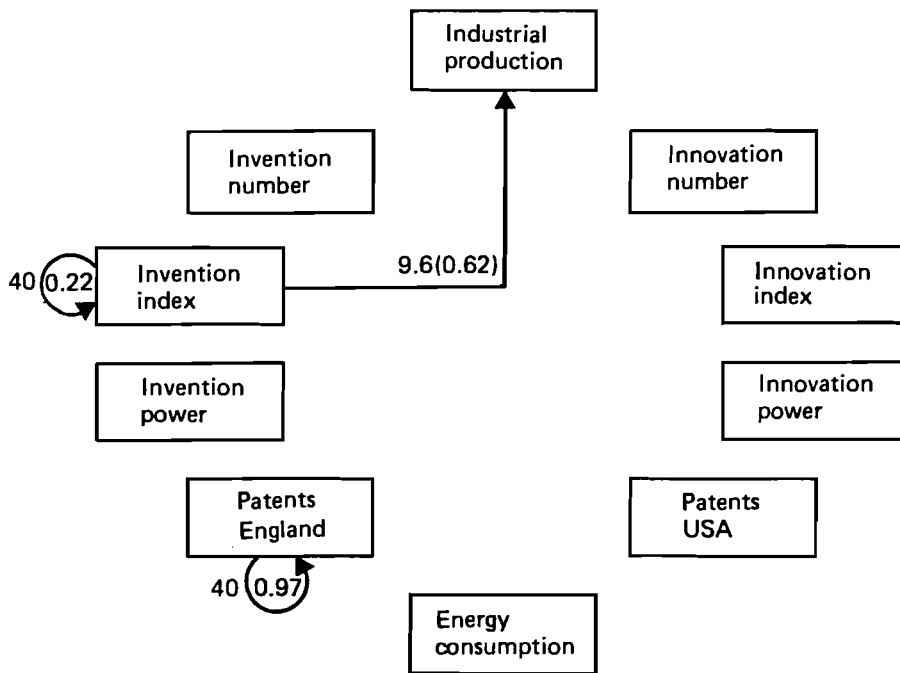 Industrial
production
Invention
number
Innovation
number
9.6(0.62)
40
0.22
Invention
index
Innovation
index
Invention
power
Innovation
power
Patents
England
Patents
USA
40
0.97
Energy
consumption